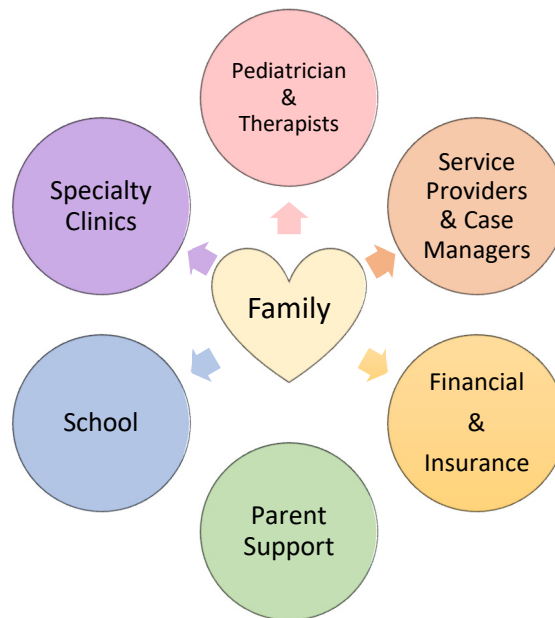 Pediatrician
&
Therapists
Service
Providers
& Case
Managers
Specialty
Clinics
Family
Financial
&
Insurance
School
Parent
Support